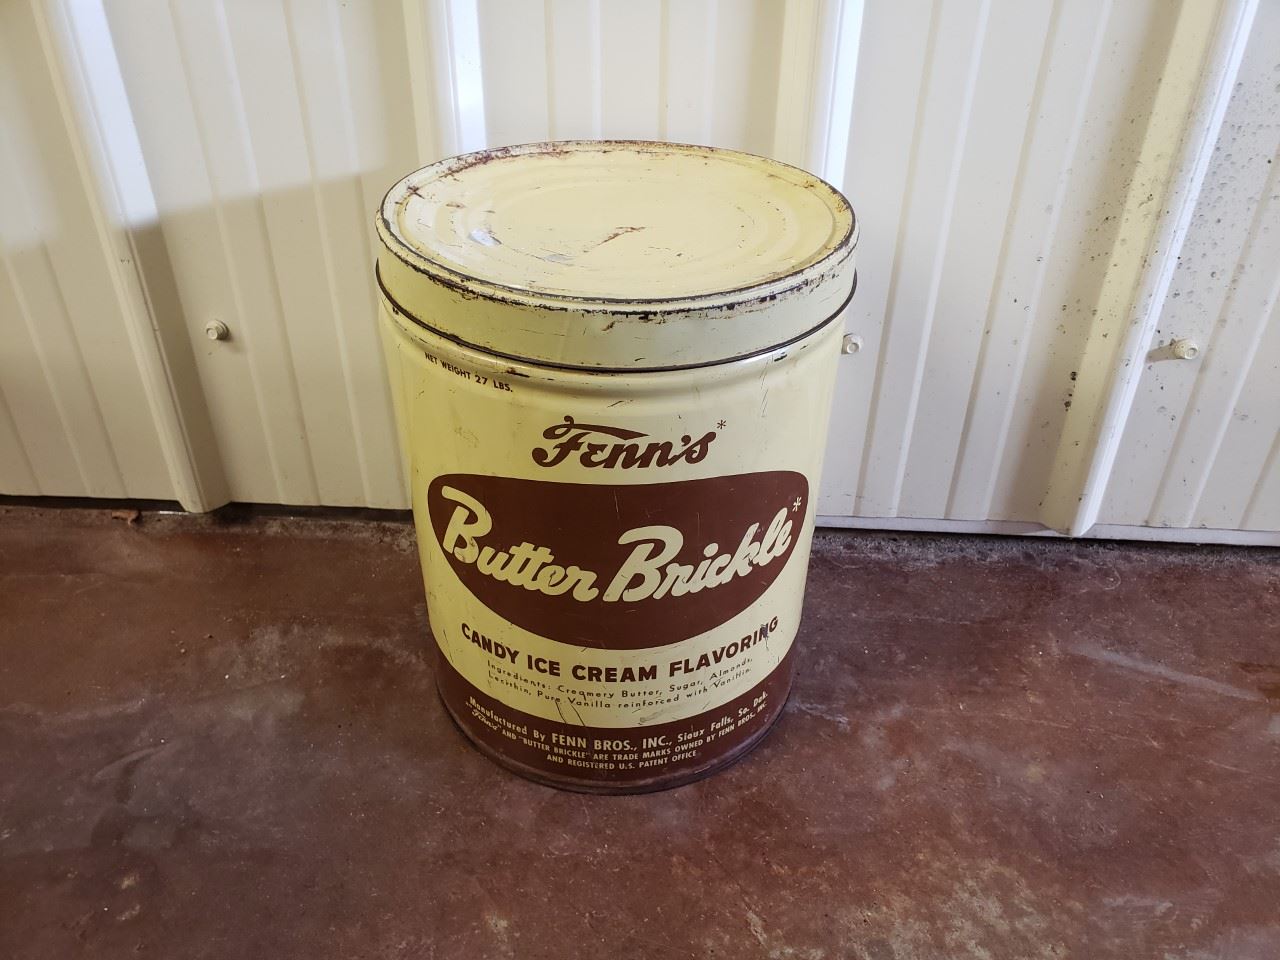 NET WEIGHT 27 LBS.
Fenn's*
Butter Brickle*
CANDY ICE CREAM FLAVORING
Ingredients: Creamery Butter, Sugar, Almonds,
Lecithin, Pure Vanilla reinforced with Vanillin.
Manufactured By FENN BROS., INC., Sioux Falls, So. Dak.
"Fenn's" AND "BUTTER BRICKLE" ARE TRADE MARKS OWNED BY FENN BROS., INC.
AND REGISTERED U.S. PATENT OFFICE